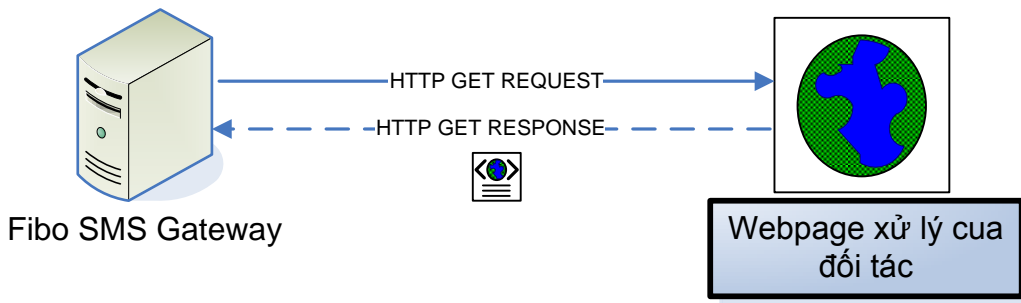 HTTP GET REQUEST
HTTP GET RESPONSE
Fibo SMS Gateway
Webpage xử lý cua
đối tác